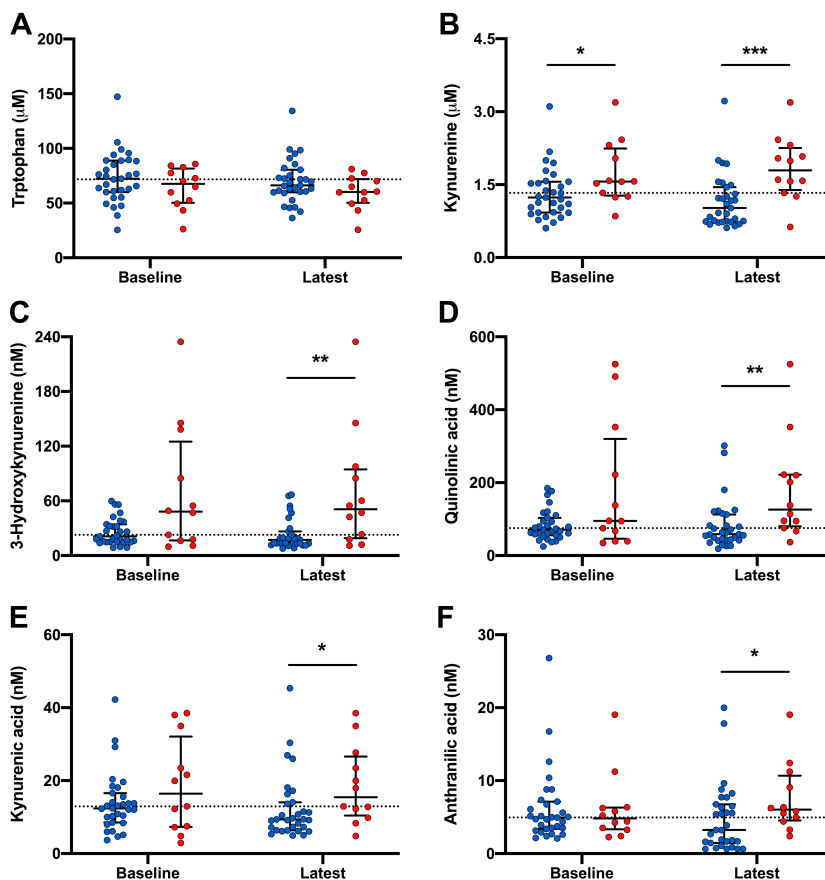 A
Trptophan (μM)
200
150
100
50
0
Baseline
Latest
B
Kynurenine (μM)
4.5
3.0
1.5
0.0
*
***
Baseline
Latest
C
3-Hydroxykynurenine (nM)
240
180
120
60
0
**
Baseline
Latest
D
Quinolinic acid (nM)
600
400
200
0
**
Baseline
Latest
E
Kynurenic acid (nM)
60
40
20
0
*
Baseline
Latest
F
Anthranilic acid (nM)
30
20
10
0
*
Baseline
Latest